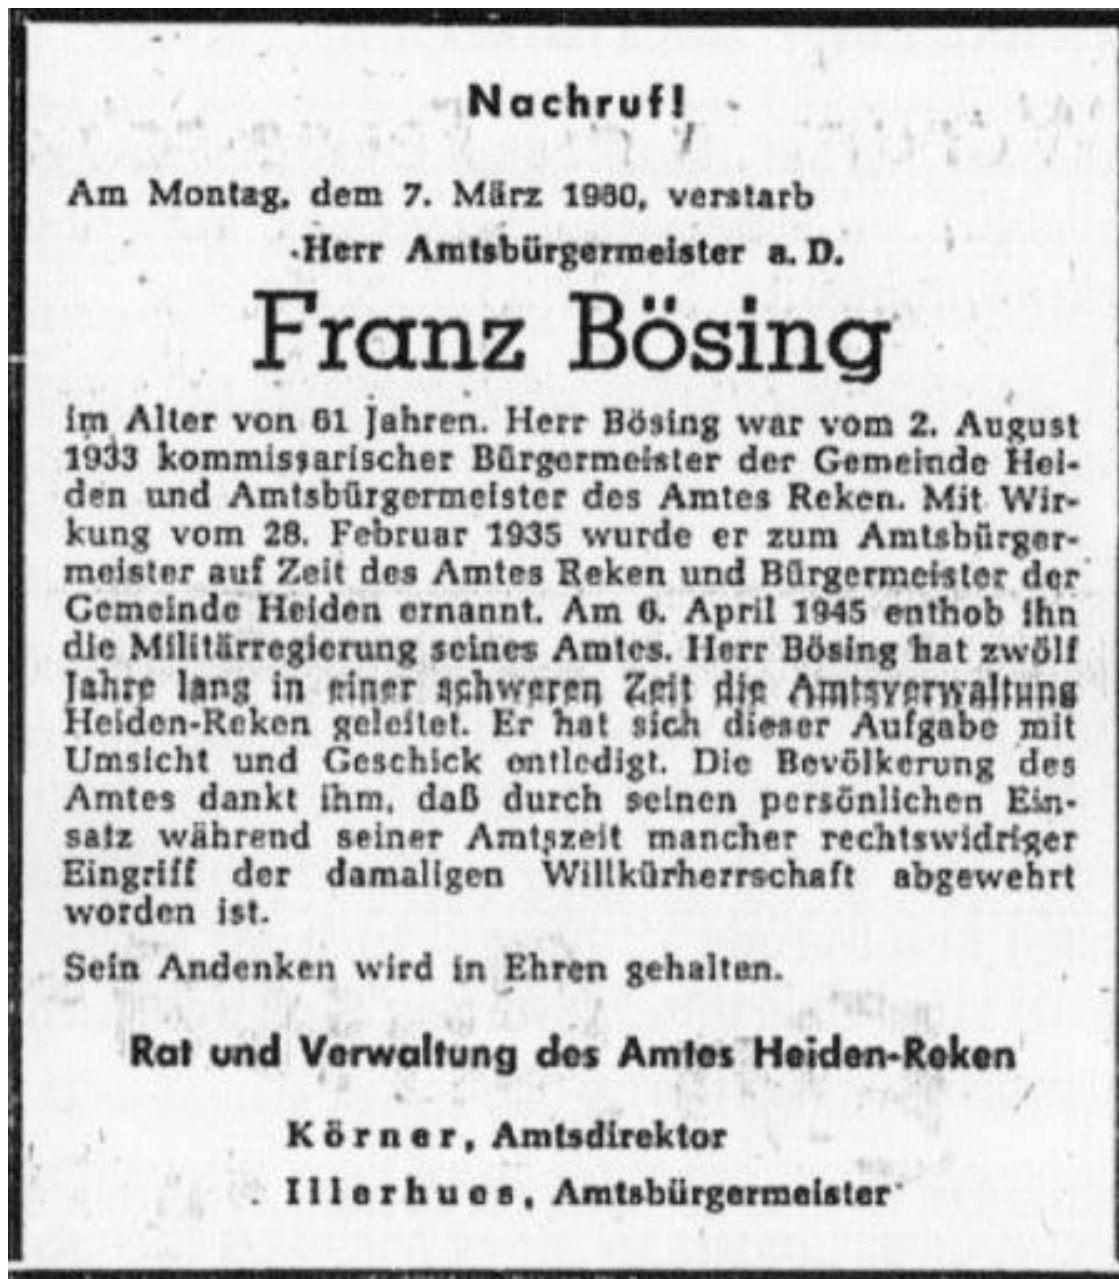 Nachruf!
Am Montag, dem 7. März 1960, verstarb
Herr Amtsbürgermeister a. D.
Franz Bösing
im Alter von 61 Jahren. Herr Bösing war vom 2. August
1933 kommissarischer Bürgermeister der Gemeinde Hei-
den und Amtsbürgermeister des Amtes Reken. Mit Wir-
kung vom 28. Februar 1935 wurde er zum Amtsbürger-
meister auf Zeit des Amtes Reken und Bürgermeister der
Gemeinde Heiden ernannt. Am 6. April 1945 enthob ihn
die Militärregierung seines Amtes. Herr Bösing hat zwölf
Jahre lang in einer schweren Zeit die Amtsverwaltung
Heiden-Reken geleitet. Er hat sich dieser Aufgabe mit
Umsicht und Geschick entledigt. Die Bevölkerung des
Amtes dankt ihm, daß durch seinen persönlichen Ein-
satz während seiner Amtszeit mancher rechtswidriger
Eingriff der damaligen Willkürherrschaft abgewehrt
worden ist.
Sein Andenken wird in Ehren gehalten.
Rat und Verwaltung des Amtes Heiden-Reken
Körner, Amtsdirektor
Illerhues, Amtsbürgermeister